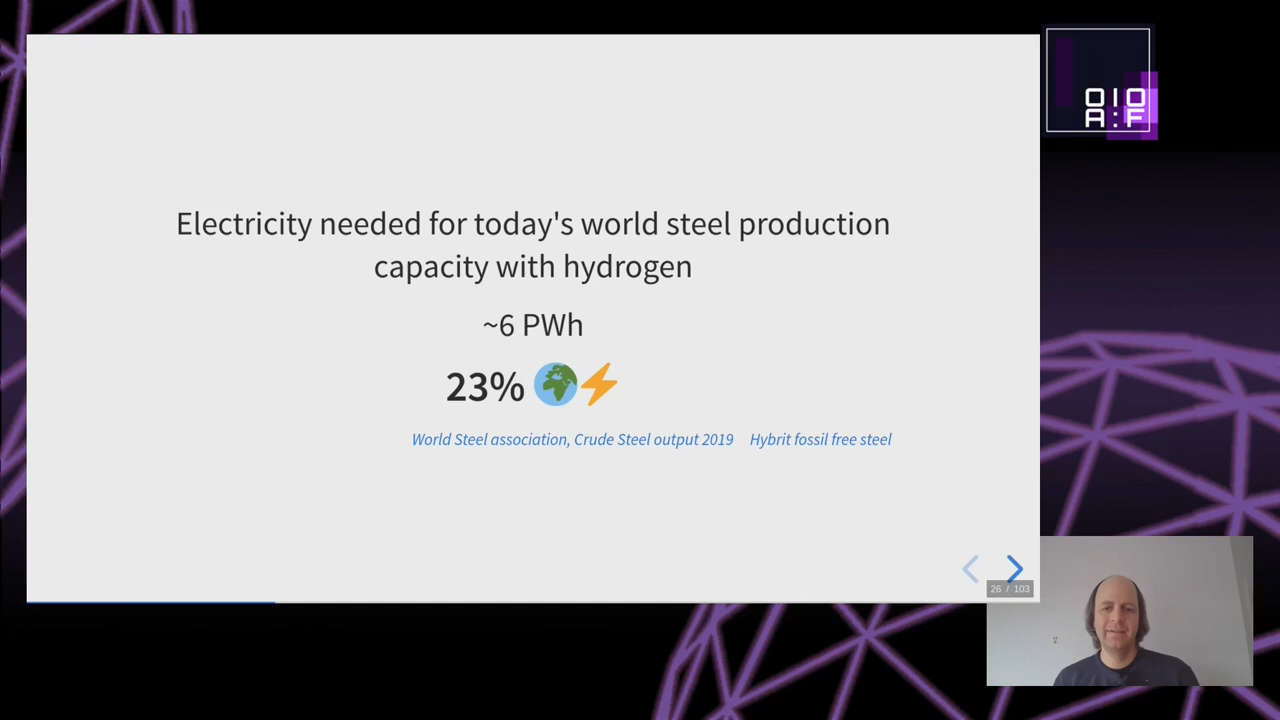 Electricity needed for today's world steel production
capacity with hydrogen
~6 PWh
23%
World Steel association, Crude Steel output 2019 Hybrit fossil free steel
26 / 103
OIO
A:F